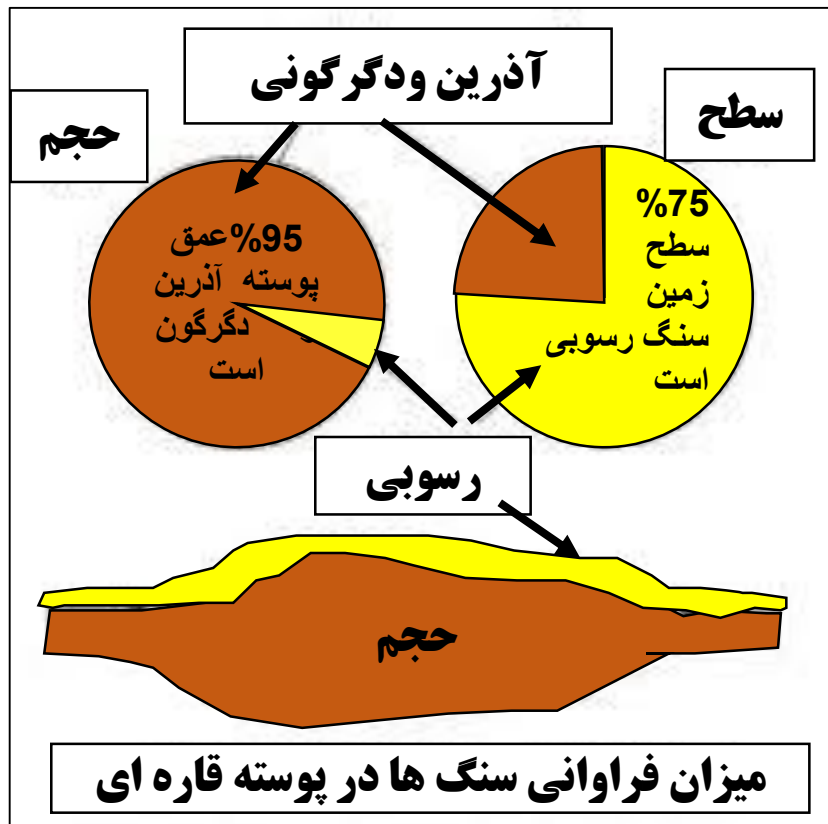 آذرین ودگرگونی
سطح
حجم
%75
سطح
زمین
سنگ رسوبی
است
%95 عمق
پوسته آذرین
و دگرگون
است
رسوبی
حجم
میزان فراوانی سنگ ها در پوسته قاره ای